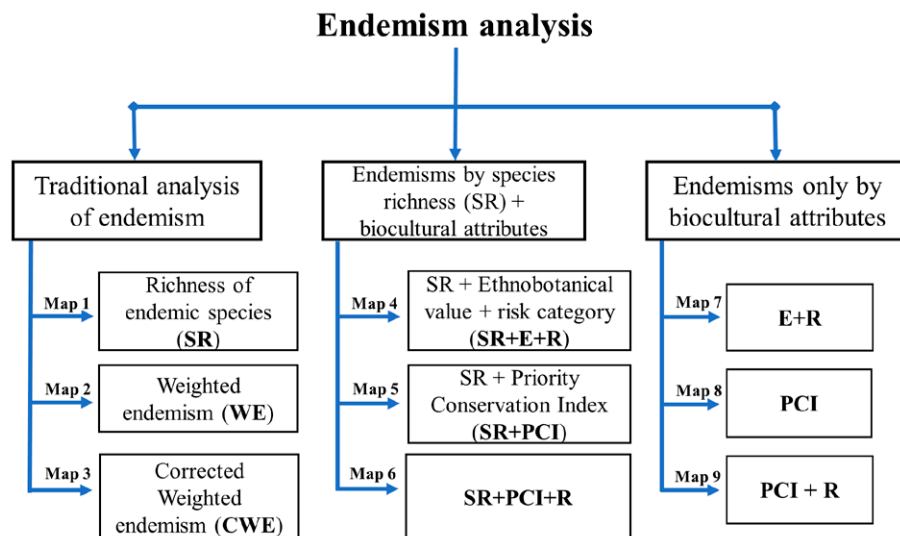 Endemism analysis
Traditional analysis
of endemism
Map 1
Richness of
endemic species
(SR)
Map 2
Weighted
endemism (WE)
Map 3
Corrected
Weighted
endemism (CWE)
Endemisms by species
richness (SR) +
biocultural attributes
Map 4
SR + Ethnobotanical
value + risk category
(SR+E+R)
Map 5
SR + Priority
Conservation Index
(SR+PCI)
Map 6
SR+PCI+R
Endemisms only by
biocultural attributes
Map 7
E+R
Map 8
PCI
Map 9
PCI + R